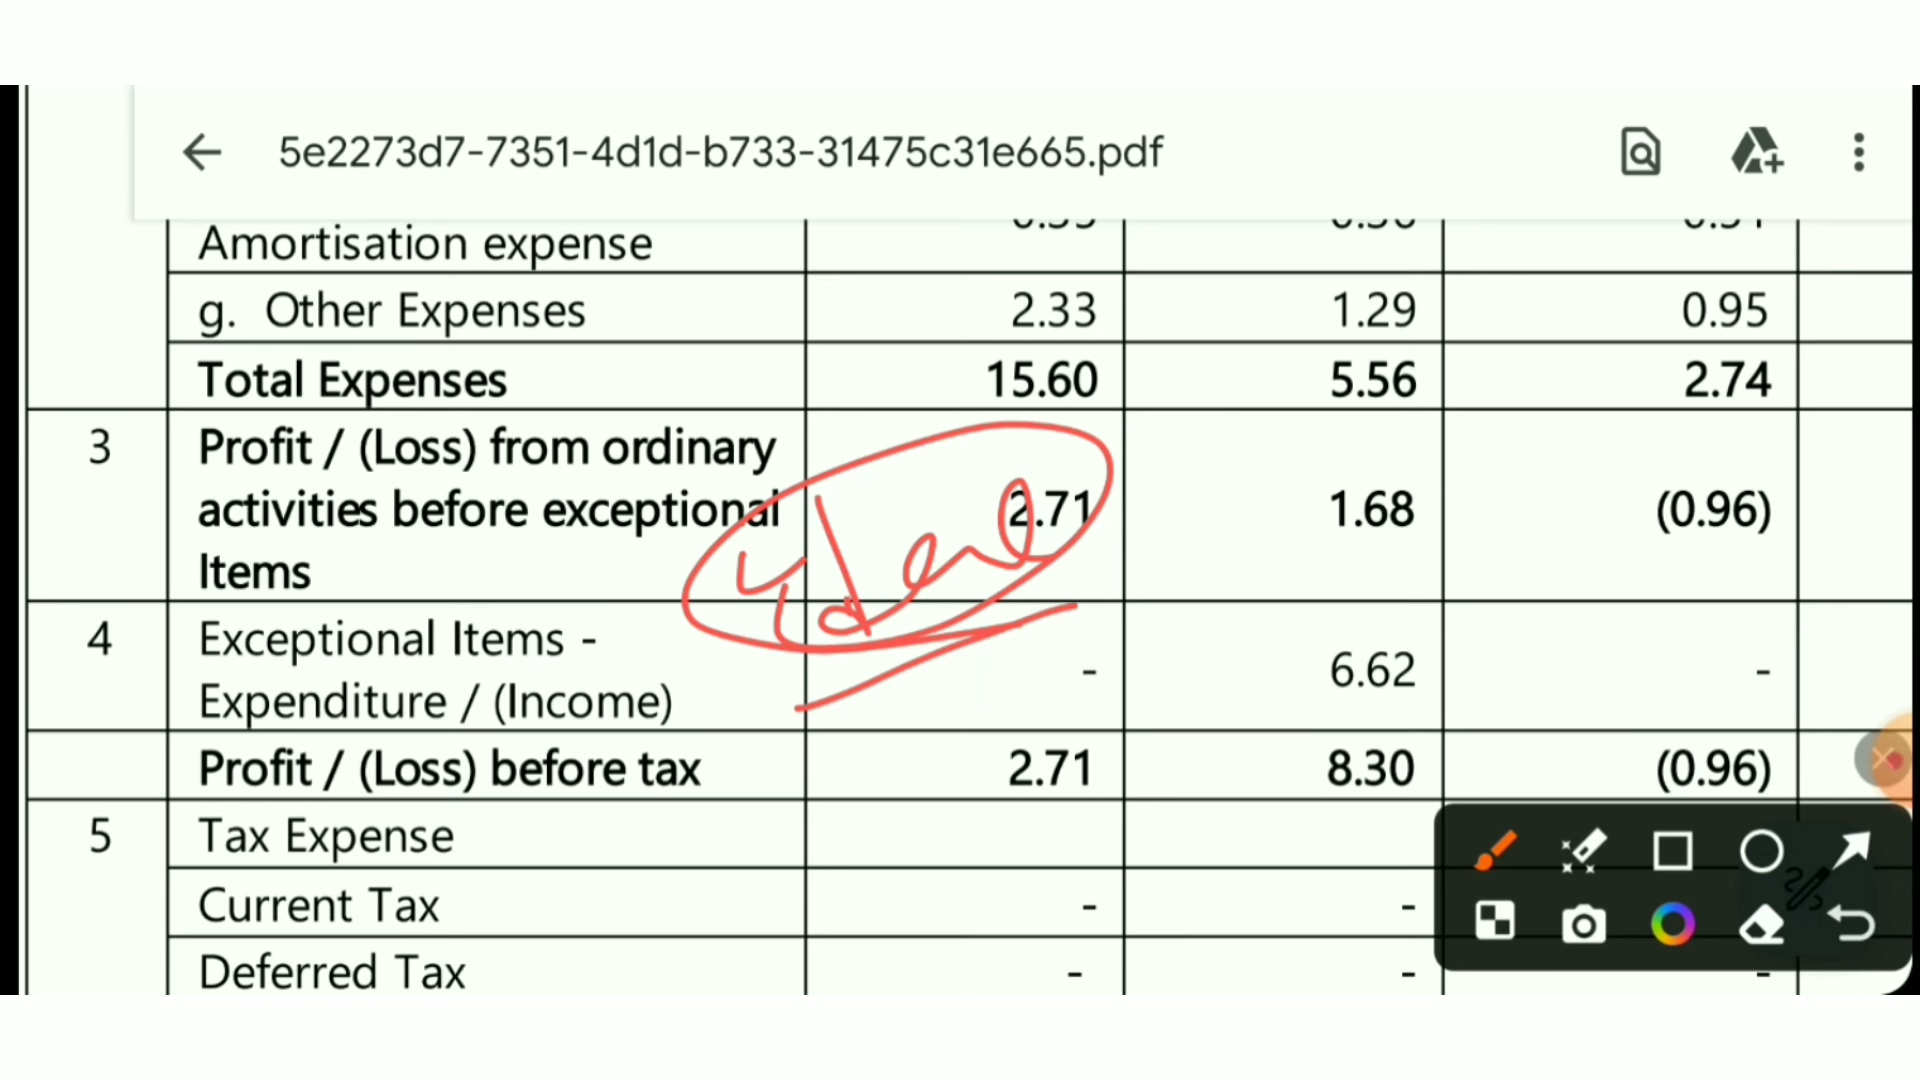 5e2273d7-7351-4d1d-b733-31475c31e665.pdf
Amortisation expense
g. Other Expenses 2.33 1.29 0.95
Total Expenses 15.60 5.56 2.74
3 Profit / (Loss) from ordinary activities before exceptional Items 2.71 1.68 (0.96)
4 Exceptional Items - Expenditure / (Income) - 6.62 -
Profit / (Loss) before tax 2.71 8.30 (0.96)
5 Tax Expense
Current Tax - -
Deferred Tax - - -